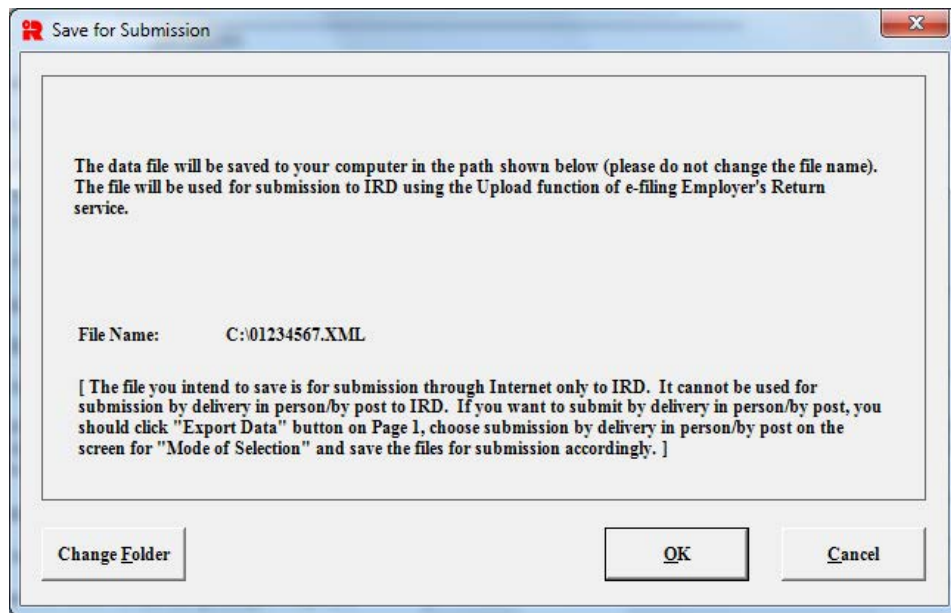 Save for Submission
The data file will be saved to your computer in the path shown below (please do not change the file name).
The file will be used for submission to IRD using the Upload function of e-filing Employer's Return
service.
File Name: C:\01234567.XML
[ The file you intend to save is for submission through Internet only to IRD. It cannot be used for
submission by delivery in person/by post to IRD. If you want to submit by delivery in person/by post, you
should click "Export Data" button on Page 1, choose submission by delivery in person/by post on the
screen for "Mode of Selection" and save the files for submission accordingly. ]
Change Folder OK Cancel